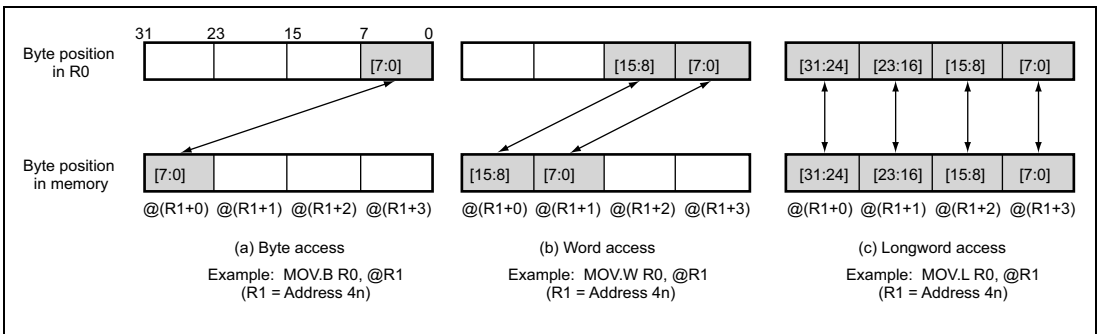 31 23 15 7 0
Byte position
in R0
[7:0]
[15:8] [7:0]
[31:24] [23:16] [15:8] [7:0]
Byte position
in memory
[7:0]
[15:8] [7:0]
[31:24] [23:16] [15:8] [7:0]
@(R1+0) @(R1+1) @(R1+2) @(R1+3)
@(R1+0) @(R1+1) @(R1+2) @(R1+3)
@(R1+0) @(R1+1) @(R1+2) @(R1+3)
(a) Byte access
Example: MOV.B R0, @R1
(R1 = Address 4n)
(b) Word access
Example: MOV.W R0, @R1
(R1 = Address 4n)
(c) Longword access
Example: MOV.L R0, @R1
(R1 = Address 4n)